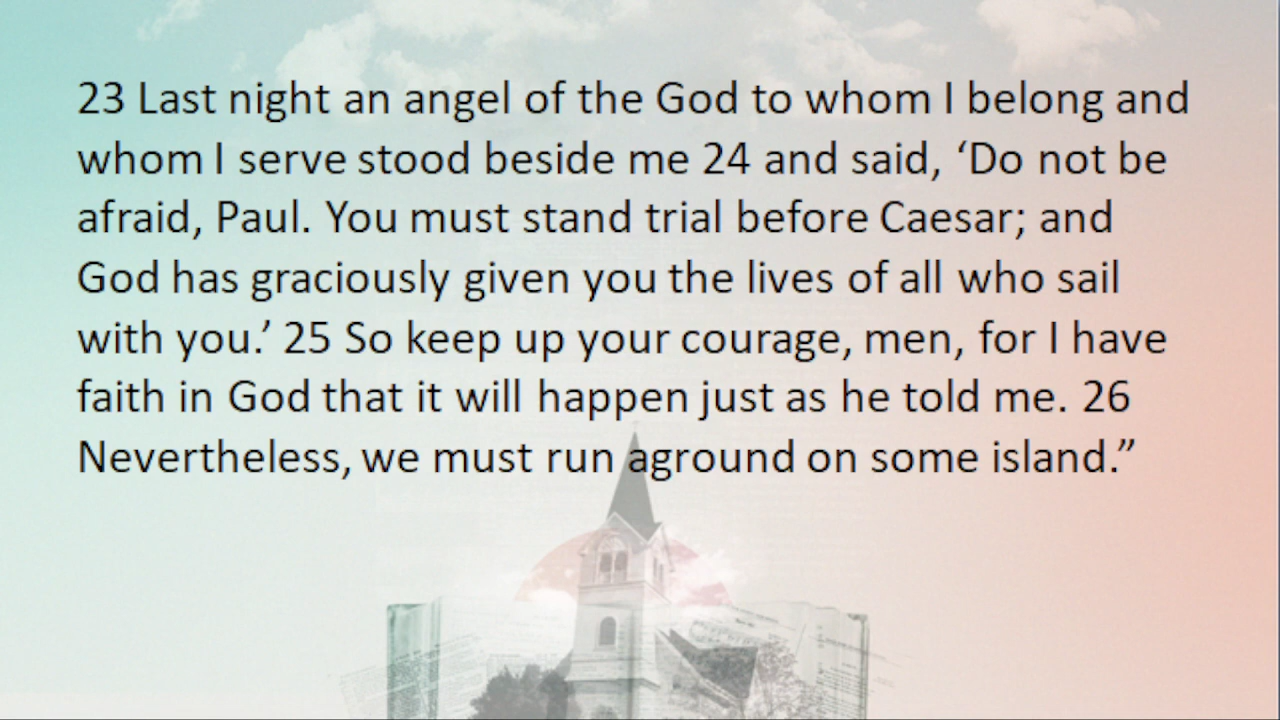 23 Last night an angel of the God to whom I belong and
whom I serve stood beside me 24 and said, ‘Do not be
afraid, Paul. You must stand trial before Caesar; and
God has graciously given you the lives of all who sail
with you.’ 25 So keep up your courage, men, for I have
faith in God that it will happen just as he told me. 26
Nevertheless, we must run aground on some island.”